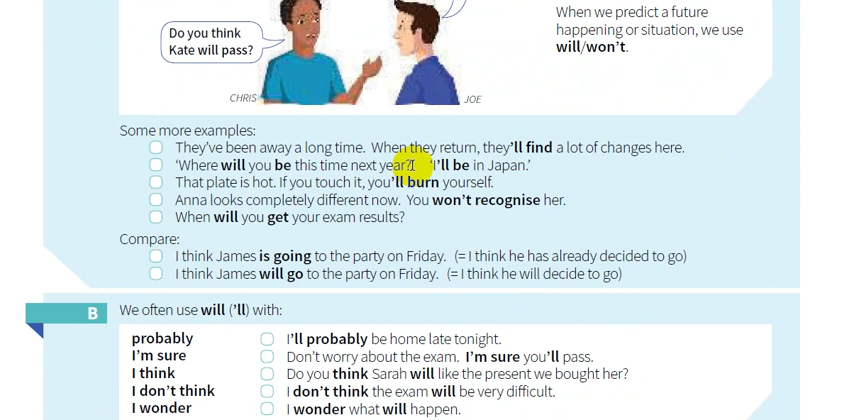 Do you think
Kate will pass?
When we predict a future
happening or situation, we use
will/won't.
CHRIS
JOE
Some more examples:
They've been away a long time. When they return, they'll find a lot of changes here.
'Where will you be this time next year?' 'I'll be in Japan.'
That plate is hot. If you touch it, you'll burn yourself.
Anna looks completely different now. You won't recognise her.
When will you get your exam results?
Compare:
I think James is going to the party on Friday. (= I think he has already decided to go)
I think James will go to the party on Friday. (= I think he will decide to go)
B
We often use will ('ll) with:
probably I'll probably be home late tonight.
I'm sure Don't worry about the exam. I'm sure you'll pass.
I think Do you think Sarah will like the present we bought her?
I don't think I don't think the exam will be very difficult.
I wonder I wonder what will happen.